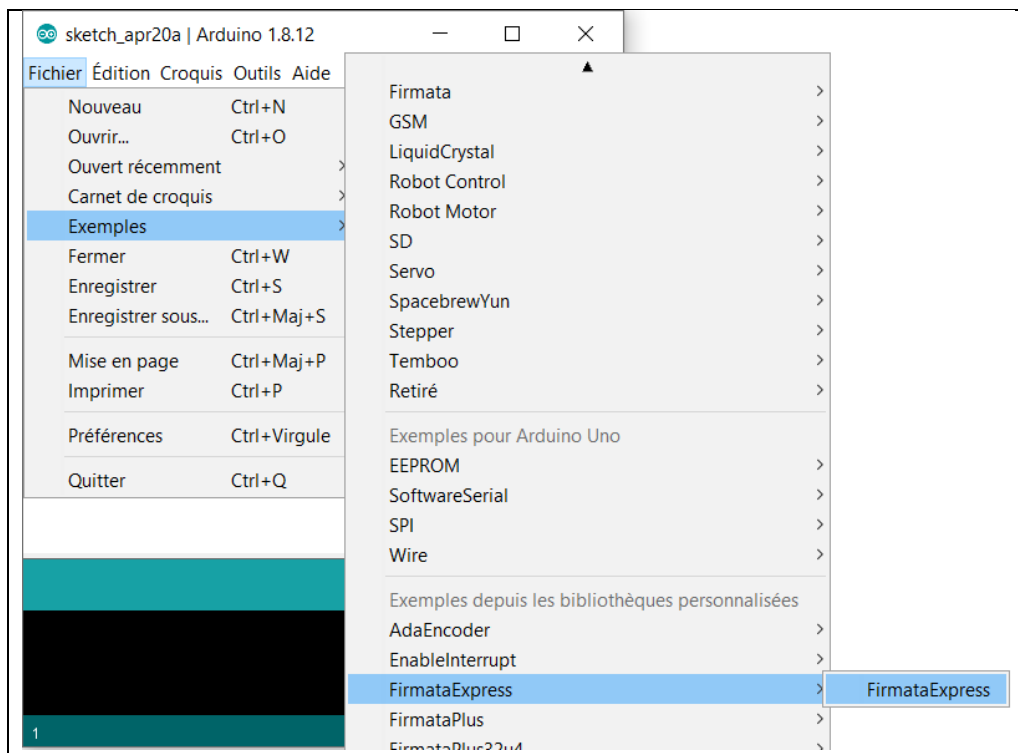 sketch_apr20a | Arduino 1.8.12
Fichier Édition Croquis Outils Aide
Nouveau Ctrl+N
Ouvrir... Ctrl+O
Ouvert récemment
Carnet de croquis
Exemples
Fermer Ctrl+W
Enregistrer Ctrl+S
Enregistrer sous... Ctrl+Maj+S
Mise en page Ctrl+Maj+P
Imprimer Ctrl+P
Préférences Ctrl+Virgule
Quitter Ctrl+Q
1
Firmata
GSM
LiquidCrystal
Robot Control
Robot Motor
SD
Servo
SpacebrewYun
Stepper
Temboo
Retiré
Exemples pour Arduino Uno
EEPROM
SoftwareSerial
SPI
Wire
Exemples depuis les bibliothèques personnalisées
AdaEncoder
EnableInterrupt
FirmataExpress
FirmataPlus
FirmataPlus32u4
FirmataExpress